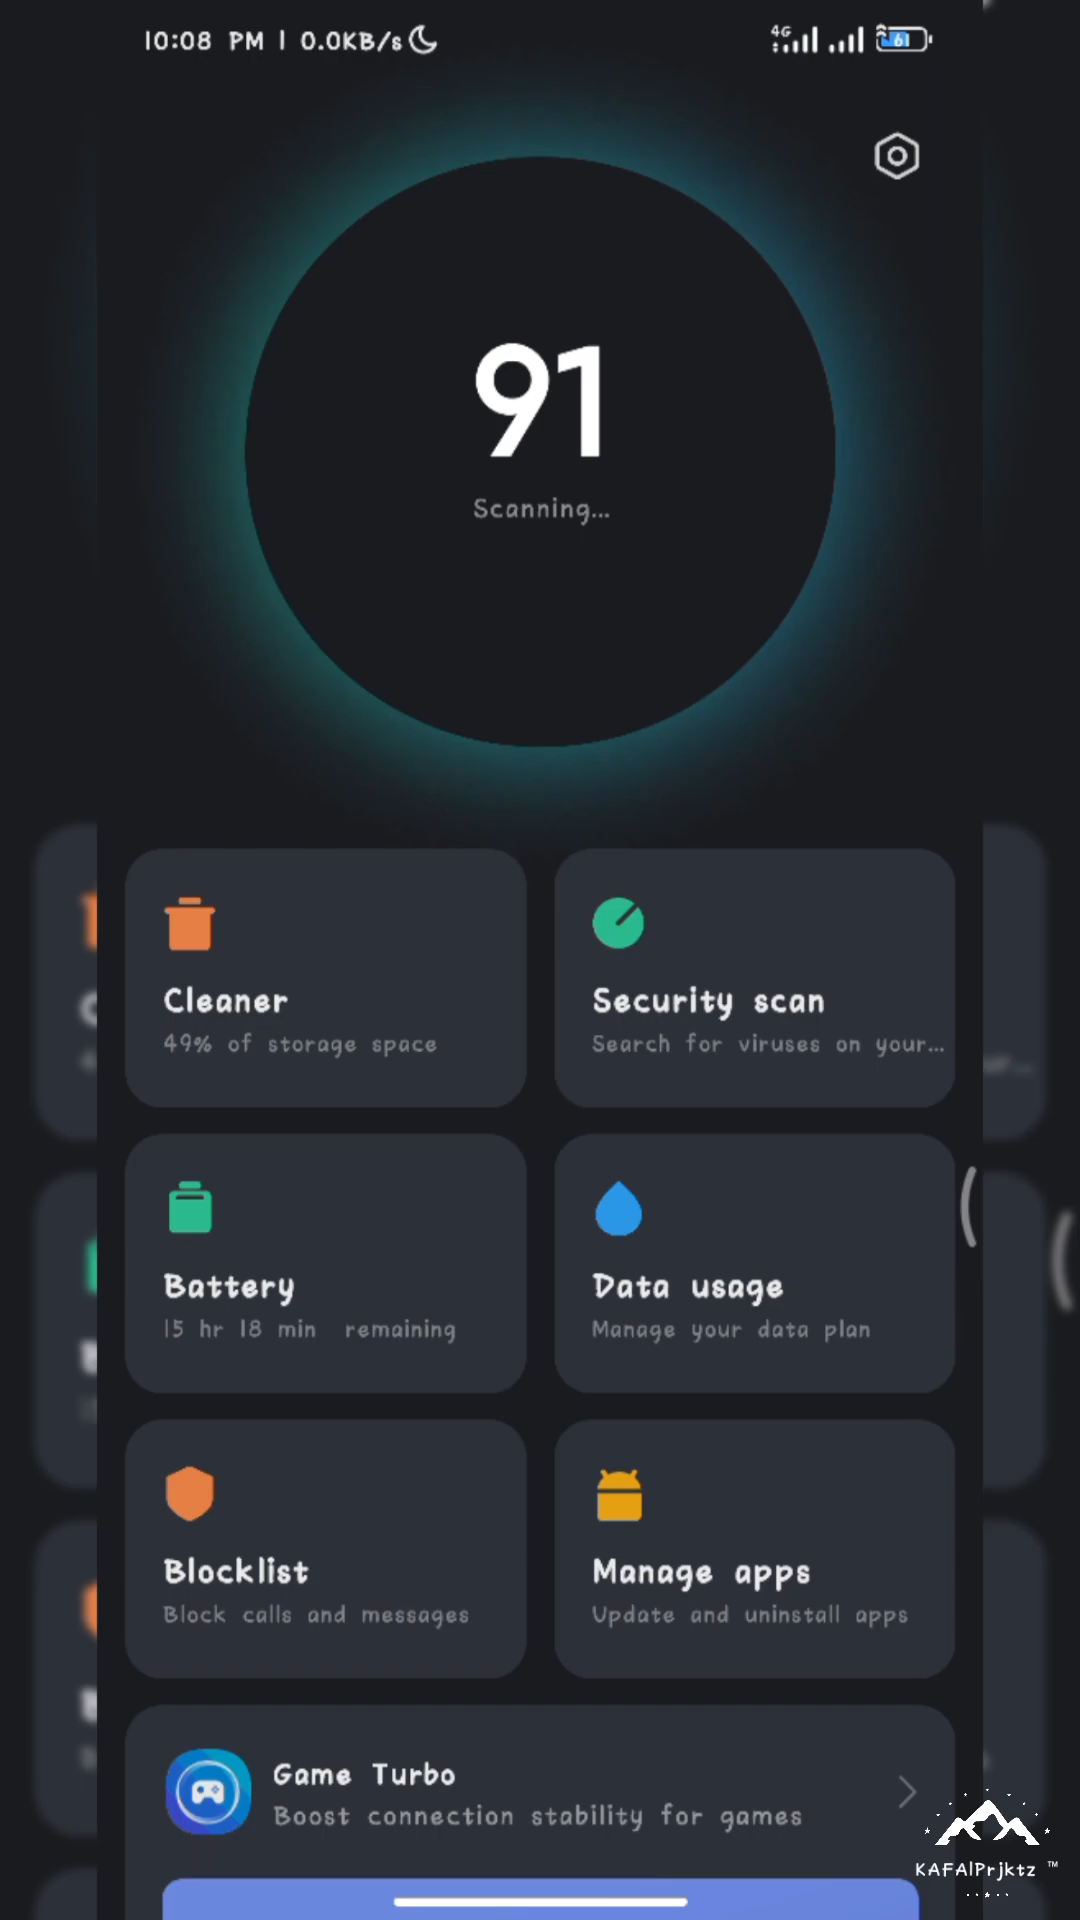 10:08 PM | 0.0KB/s
4G
61
91
Scanning...
Cleaner
49% of storage space
Security scan
Search for viruses on your...
Battery
15 hr 18 min remaining
Data usage
Manage your data plan
Blocklist
Block calls and messages
Manage apps
Update and uninstall apps
Game Turbo
Boost connection stability for games
KAFAlPrjktz ™